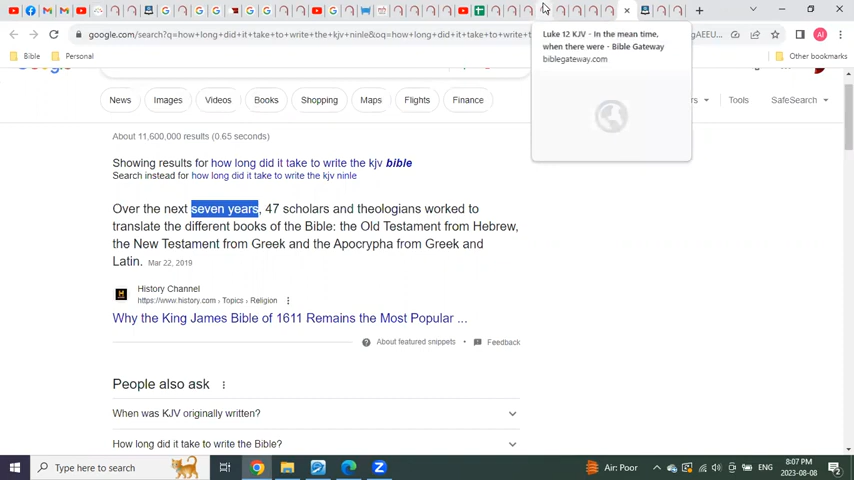 google.com/search?q=how+long+did+it+take+to+write+the+kjv+ninle&oq=how+long+did+it+take+to+write+t
AI
Bible
Personal
Other bookmarks
Luke 12 KJV - In the mean time,
when there were - Bible Gateway
biblegateway.com
News
Images
Videos
Books
Shopping
Maps
Flights
Finance
Tools
SafeSearch
About 11,600,000 results (0.65 seconds)
Showing results for how long did it take to write the kjv bible
Search instead for how long did it take to write the kjv ninle
Over the next seven years, 47 scholars and theologians worked to
translate the different books of the Bible: the Old Testament from Hebrew,
the New Testament from Greek and the Apocrypha from Greek and
Latin. Mar 22, 2019
History Channel
https://www.history.com › Topics › Religion
Why the King James Bible of 1611 Remains the Most Popular ...
About featured snippets
Feedback
People also ask
When was KJV originally written?
How long did it take to write the Bible?
Type here to search
Air: Poor
ENG
8:07 PM
2023-08-08
2